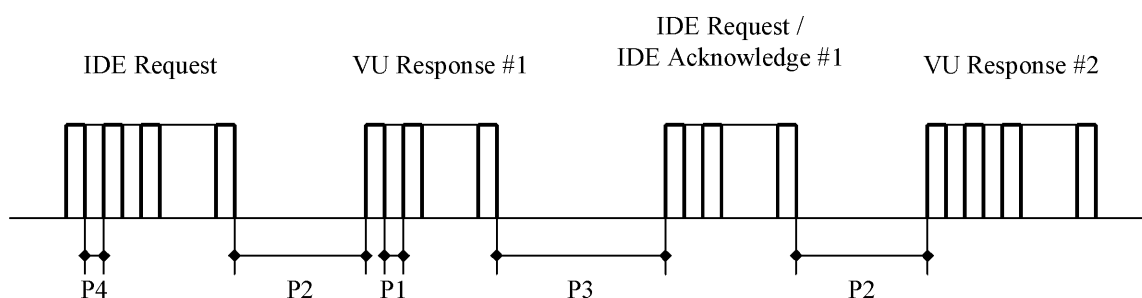 IDE Request
VU Response #1
IDE Request /
IDE Acknowledge #1
VU Response #2
P4
P2
P1
P3
P2